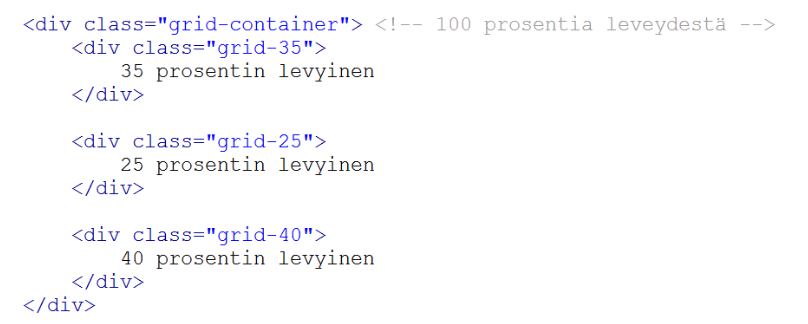 <div class="grid-container"> <!-- 100 prosentia leveydestä -->
<div class="grid-35">
35 prosentin levyinen
</div>
<div class="grid-25">
25 prosentin levyinen
</div>
<div class="grid-40">
40 prosentin levyinen
</div>
</div>